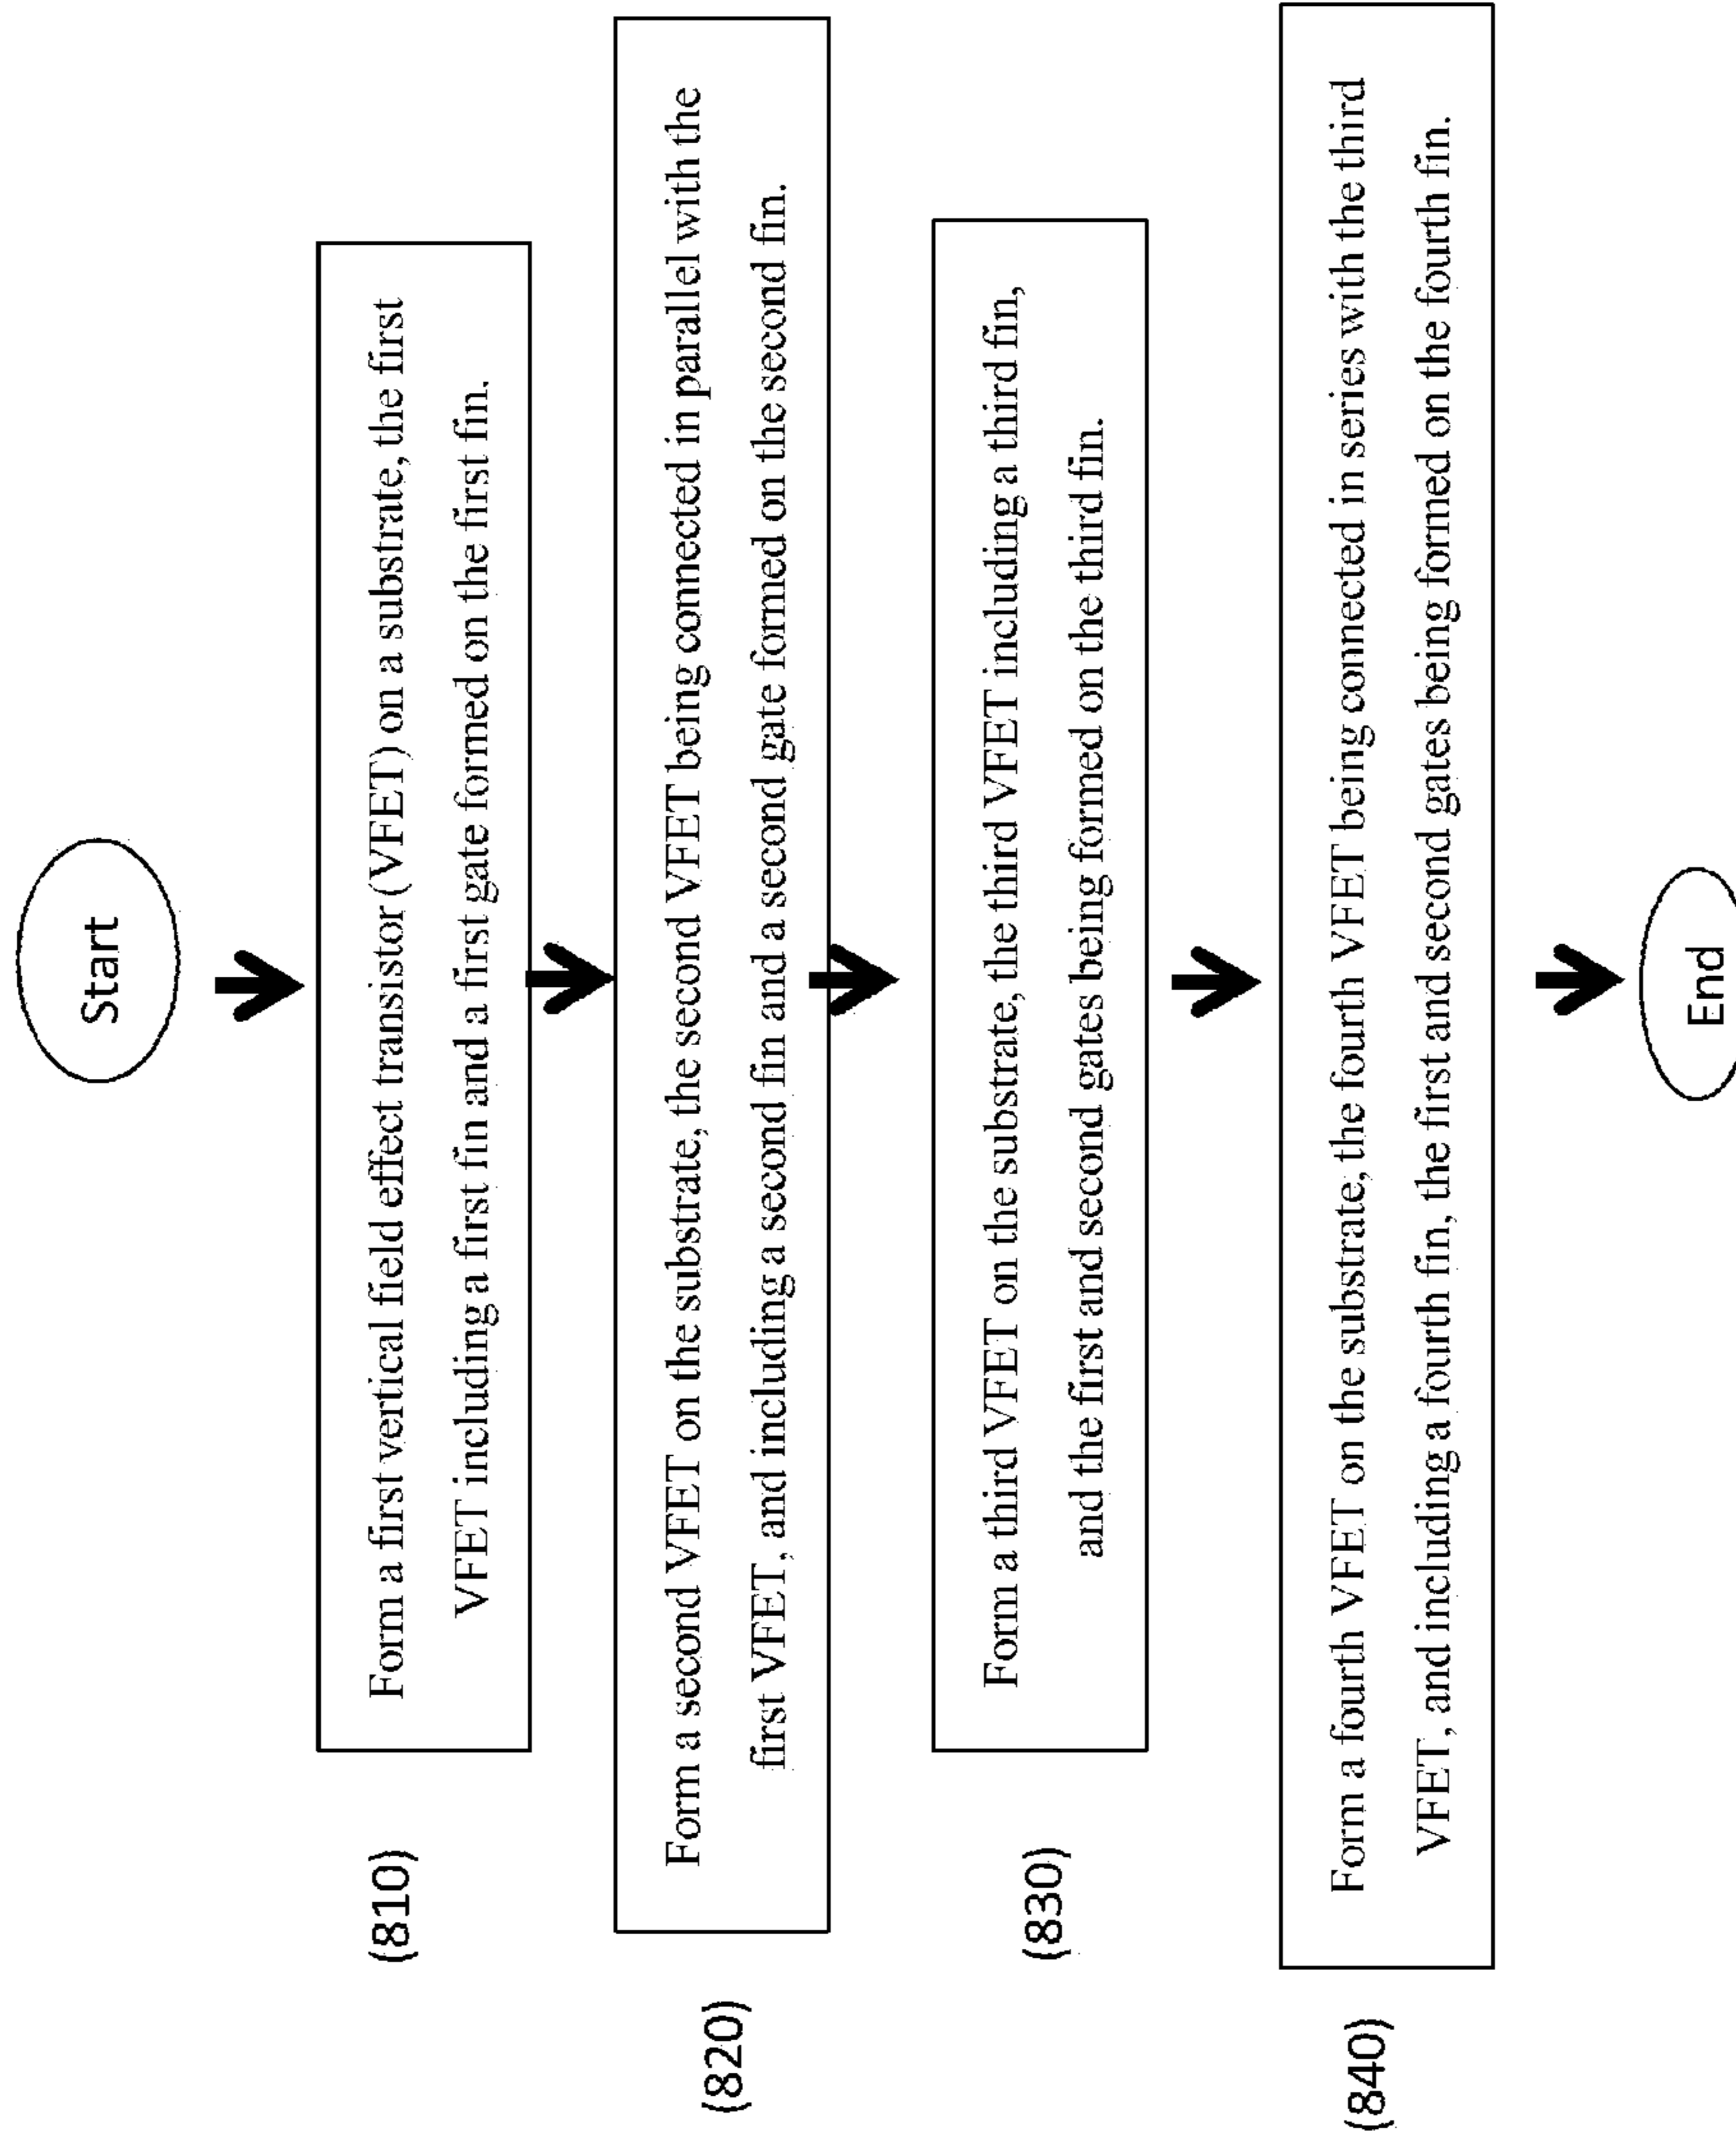 Start
(810)
Form a first vertical field effect transistor (VFET) on a substrate, the first
VFET including a first fin and a first gate formed on the first fin.
(820)
Form a second VFET on the substrate, the second VFET being connected in parallel with the
first VFET, and including a second fin and a second gate formed on the second fin.
(830)
Form a third VFET on the substrate, the third VFET including a third fin,
and the first and second gates being formed on the third fin.
(840)
Form a fourth VFET on the substrate, the fourth VFET being connected in series with the third
VFET, and including a fourth fin, the first and second gates being formed on the fourth fin.
End